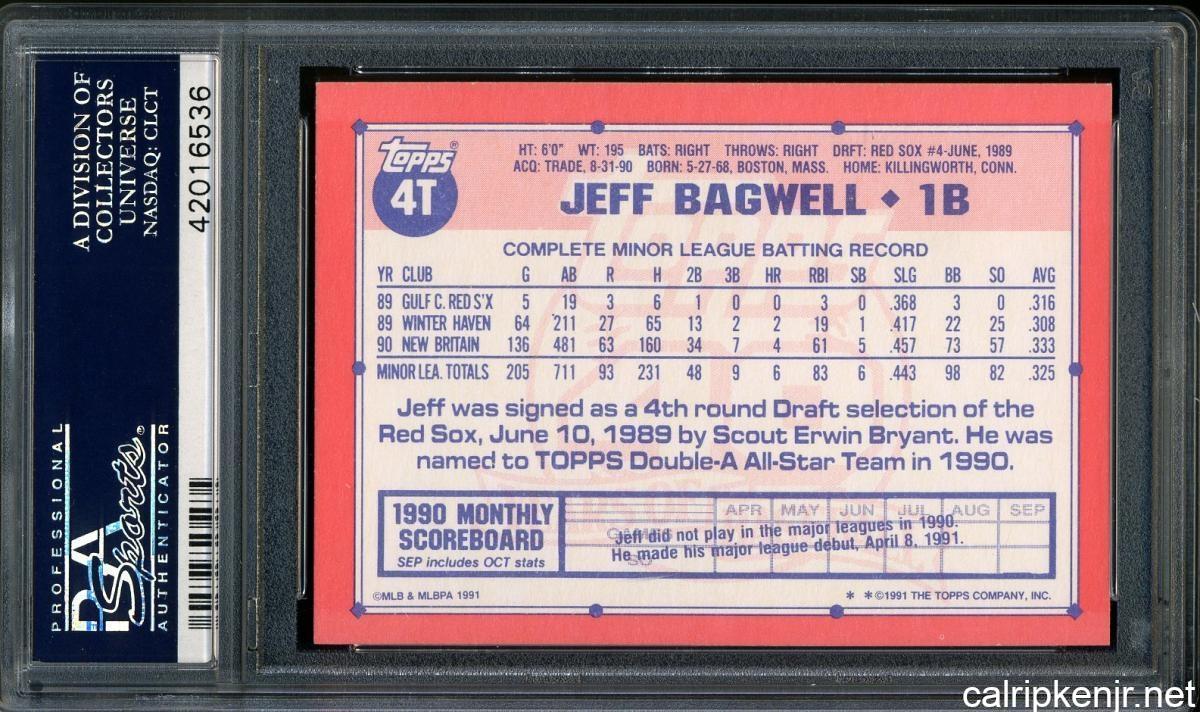 A DIVISION OF
COLLECTORS
UNIVERSE
NASDAQ: CLCT
42016536
PROFESSIONAL
PSA
Sports®
AUTHENTICATOR
topps®
4T
HT: 6'0" WT: 195 BATS: RIGHT THROWS: RIGHT DRFT: RED SOX #4-JUNE, 1989
ACQ: TRADE, 8-31-90 BORN: 5-27-68, BOSTON, MASS. HOME: KILLINGWORTH, CONN.
JEFF BAGWELL ◆ 1B
COMPLETE MINOR LEAGUE BATTING RECORD
YR CLUB G AB R H 2B 3B HR RBI SB SLG BB SO AVG
89 GULF C. RED S'X 5 19 3 6 1 0 0 3 0 .368 3 0 .316
89 WINTER HAVEN 64 211 27 65 13 2 2 19 1 .417 22 25 .308
90 NEW BRITAIN 136 481 63 160 34 7 4 61 5 .457 73 57 .333
MINOR LEA. TOTALS 205 711 93 231 48 9 6 83 6 .443 98 82 .325
Jeff was signed as a 4th round Draft selection of the
Red Sox, June 10, 1989 by Scout Erwin Bryant. He was
named to TOPPS Double-A All-Star Team in 1990.
1990 MONTHLY
SCOREBOARD
SEP includes OCT stats
APR MAY JUN JUL AUG SEP
GAMES
SO
Jeff did not play in the major leagues in 1990.
He made his major league debut, April 8, 1991.
©MLB & MLBPA 1991
* *©1991 THE TOPPS COMPANY, INC.
calripkenjr.net